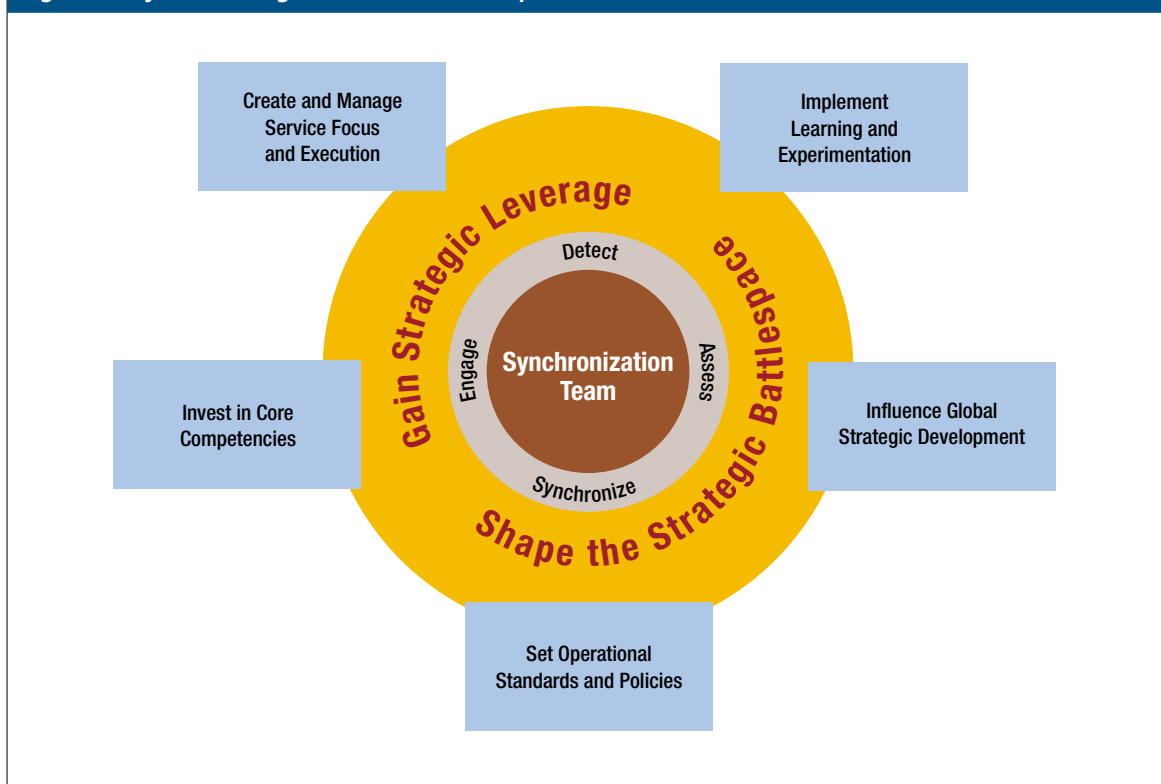 Create and Manage
Service Focus
and Execution
Implement
Learning and
Experimentation
Gain Strategic Leverage
Shape the Strategic Battlespace
Detect
Assess
Synchronize
Engage
Synchronization
Team
Invest in Core
Competencies
Influence Global
Strategic Development
Set Operational
Standards and Policies